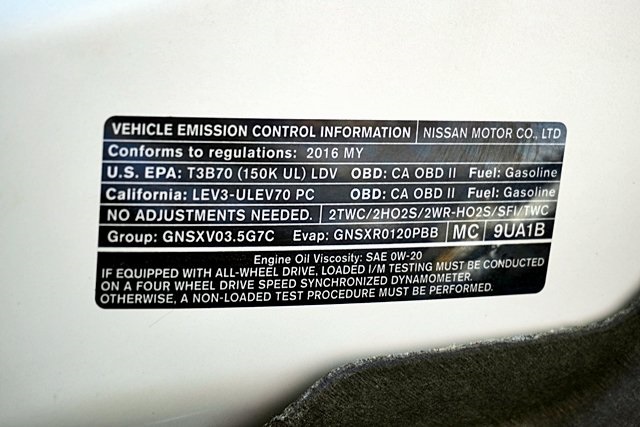 VEHICLE EMISSION CONTROL INFORMATION NISSAN MOTOR CO., LTD
Conforms to regulations: 2016 MY
U.S. EPA: T3B70 (150K UL) LDV OBD: CA OBD II Fuel: Gasoline
California: LEV3-ULEV70 PC OBD: CA OBD II Fuel: Gasoline
NO ADJUSTMENTS NEEDED. 2TWC/2HO2S/2WR-HO2S/SFI/TWC
Group: GNSXV03.5G7C Evap: GNSXR0120PBB MC 9UA1B
Engine Oil Viscosity: SAE 0W-20
IF EQUIPPED WITH ALL-WHEEL DRIVE, LOADED I/M TESTING MUST BE CONDUCTED
ON A FOUR WHEEL DRIVE SPEED SYNCHRONIZED DYNAMOMETER.
OTHERWISE, A NON-LOADED TEST PROCEDURE MUST BE PERFORMED.